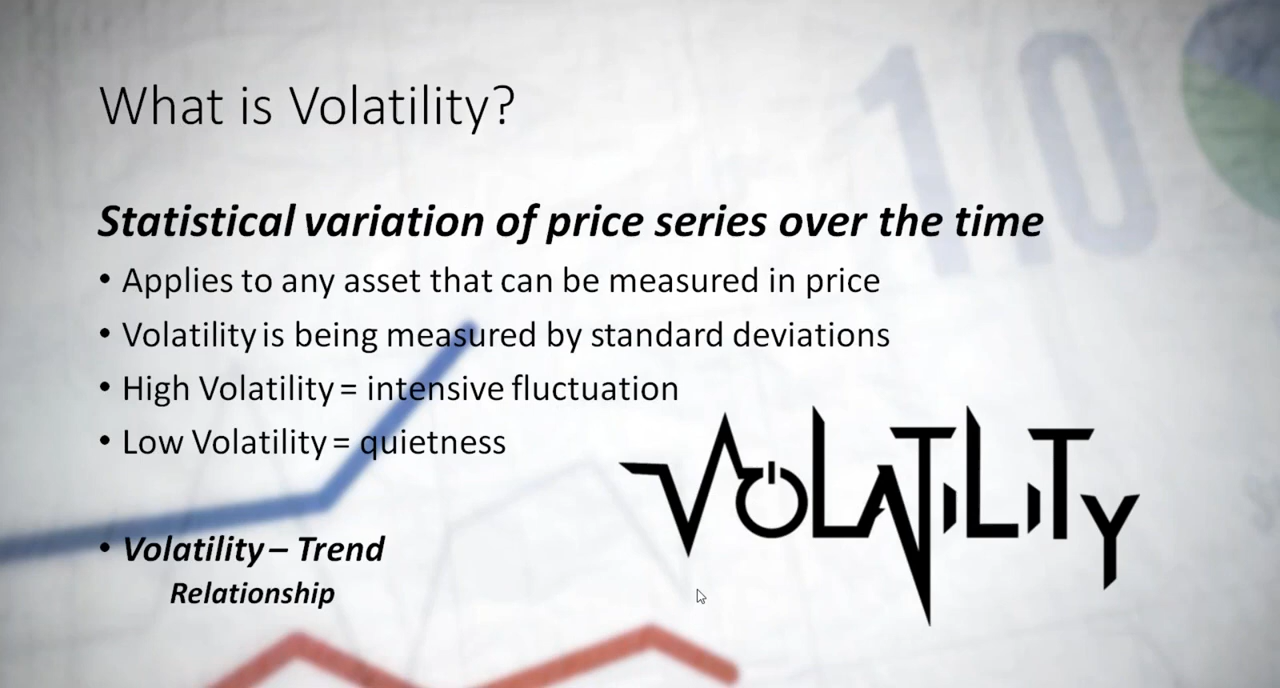 What is Volatility?
10
Statistical variation of price series over the time
• Applies to any asset that can be measured in price
• Volatility is being measured by standard deviations
• High Volatility = intensive fluctuation
• Low Volatility = quietness
VOLATILITY
• Volatility – Trend
Relationship